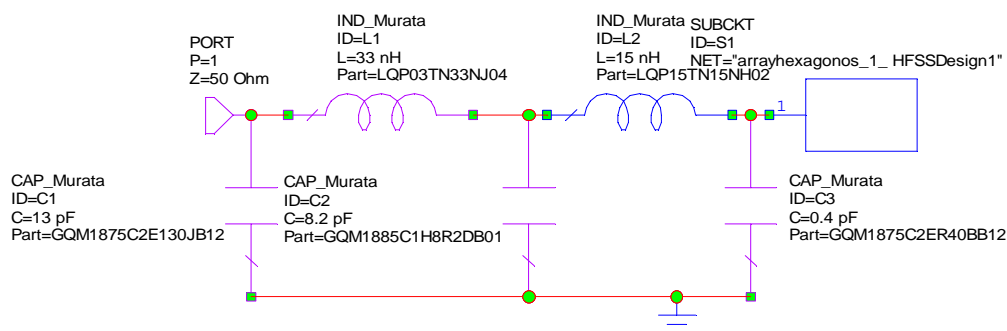 IND_Murata
ID=L1
L=33 nH
Part=LQP03TN33NJ04
IND_Murata
ID=L2
L=15 nH
Part=LQP15TN15NH02
SUBCKT
ID=S1
NET="arrayhexagonos_1_ HFSSDesign1"
PORT
P=1
Z=50 Ohm
1
CAP_Murata
ID=C1
C=13 pF
Part=GQM1875C2E130JB12
CAP_Murata
ID=C2
C=8.2 pF
Part=GQM1885C1H8R2DB01
CAP_Murata
ID=C3
C=0.4 pF
Part=GQM1875C2ER40BB12